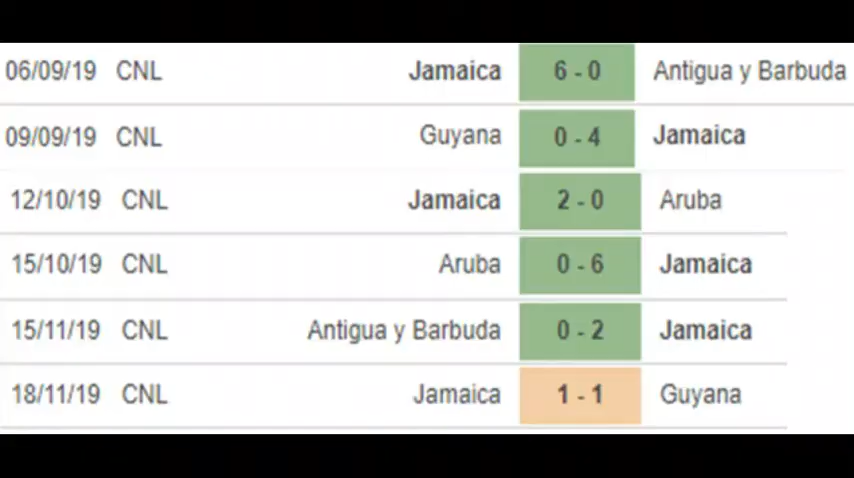 06/09/19 CNL Jamaica 6 - 0 Antigua y Barbuda
09/09/19 CNL Guyana 0 - 4 Jamaica
12/10/19 CNL Jamaica 2 - 0 Aruba
15/10/19 CNL Aruba 0 - 6 Jamaica
15/11/19 CNL Antigua y Barbuda 0 - 2 Jamaica
18/11/19 CNL Jamaica 1 - 1 Guyana